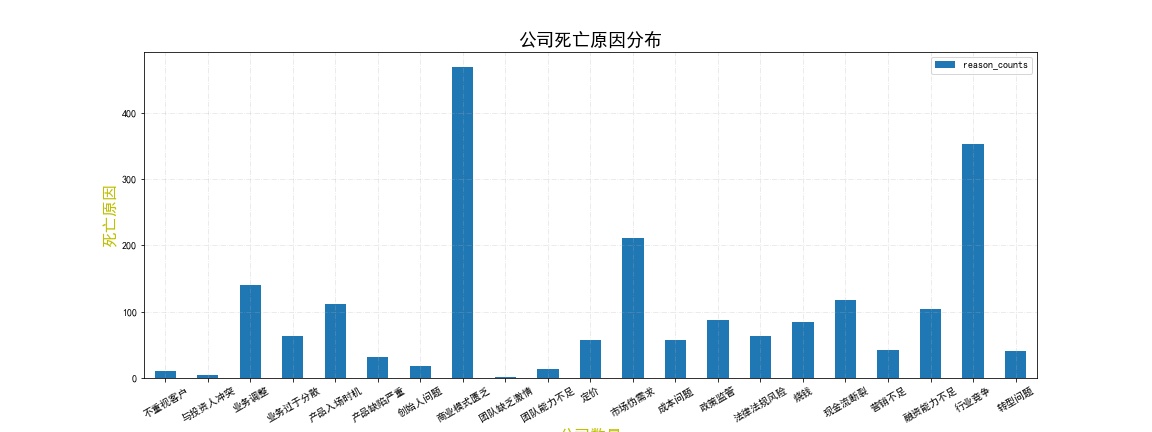 公司死亡原因分布
reason_counts
死亡原因
400
300
200
100
0
不重视客户
与投资人冲突
业务调整
业务过于分散
产品入场时机
产品缺陷严重
创始人问题
商业模式匮乏
团队缺乏激情
团队能力不足
定价
市场伪需求
成本问题
政策监管
法律法规风险
烧钱
现金流断裂
营销不足
融资能力不足
行业竞争
转型问题
公司数量